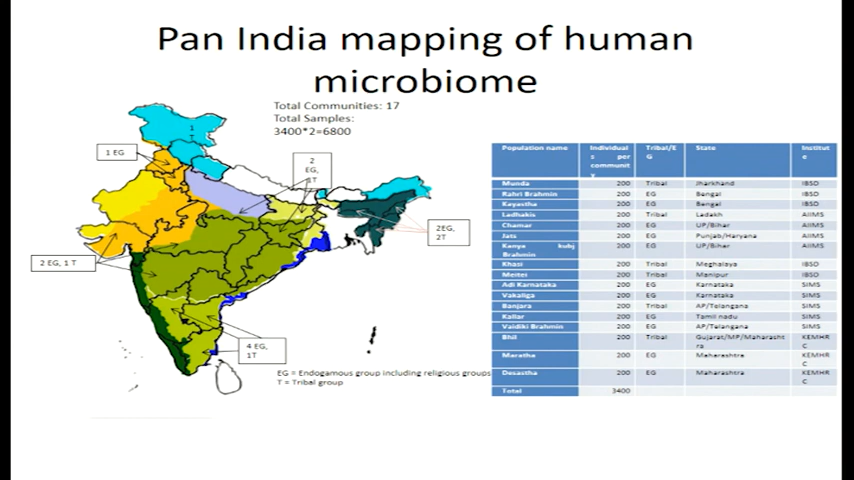 Pan India mapping of human
microbiome
Total Communities: 17
Total Samples:
3400*2=6800
1
T
1 EG
2
EG,
1T
2EG,
2T
2 EG, 1 T
4 EG,
1T
EG = Endogamous group including religious groups
T = Tribal group
Population name Individual s per communit y Tribal/E G State Institut e
Munda 200 Tribal Jharkhand IBSD
Rahri Brahmin 200 EG Bengal IBSD
Kayastha 200 EG Bengal IBSD
Ladhakis 200 Tribal Ladakh AIIMS
Chamar 200 EG UP/Bihar AIIMS
Jats 200 EG Punjab/Haryana AIIMS
Kanya kubj Brahmin 200 EG UP/Bihar AIIMS
Khasi 200 Tribal Meghalaya IBSD
Meitei 200 Tribal Manipur IBSD
Adi Karnataka 200 EG Karnataka SIMS
Vakaliga 200 EG Karnataka SIMS
Banjara 200 Tribal AP/Telangana SIMS
Kallar 200 EG Tamil nadu SIMS
Vaidiki Brahmin 200 EG AP/Telangana SIMS
Bhil 200 Tribal Gujarat/MP/Maharasht ra KEMHR C
Maratha 200 EG Maharashtra KEMHR C
Desastha 200 EG Maharashtra KEMHR C
Total 3400